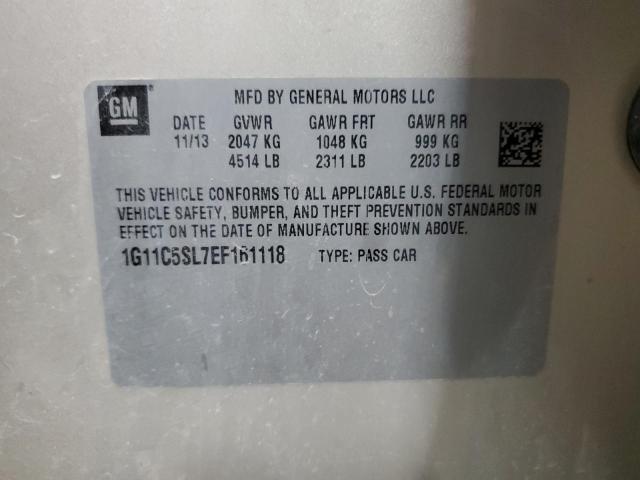 GM
MFD BY GENERAL MOTORS LLC
DATE GVWR GAWR FRT GAWR RR
11/13 2047 KG 1048 KG 999 KG
4514 LB 2311 LB 2203 LB
THIS VEHICLE CONFORMS TO ALL APPLICABLE U.S. FEDERAL MOTOR
VEHICLE SAFETY, BUMPER, AND THEFT PREVENTION STANDARDS IN
EFFECT ON THE DATE OF MANUFACTURE SHOWN ABOVE.
1G11C5SL7EF161118 TYPE: PASS CAR